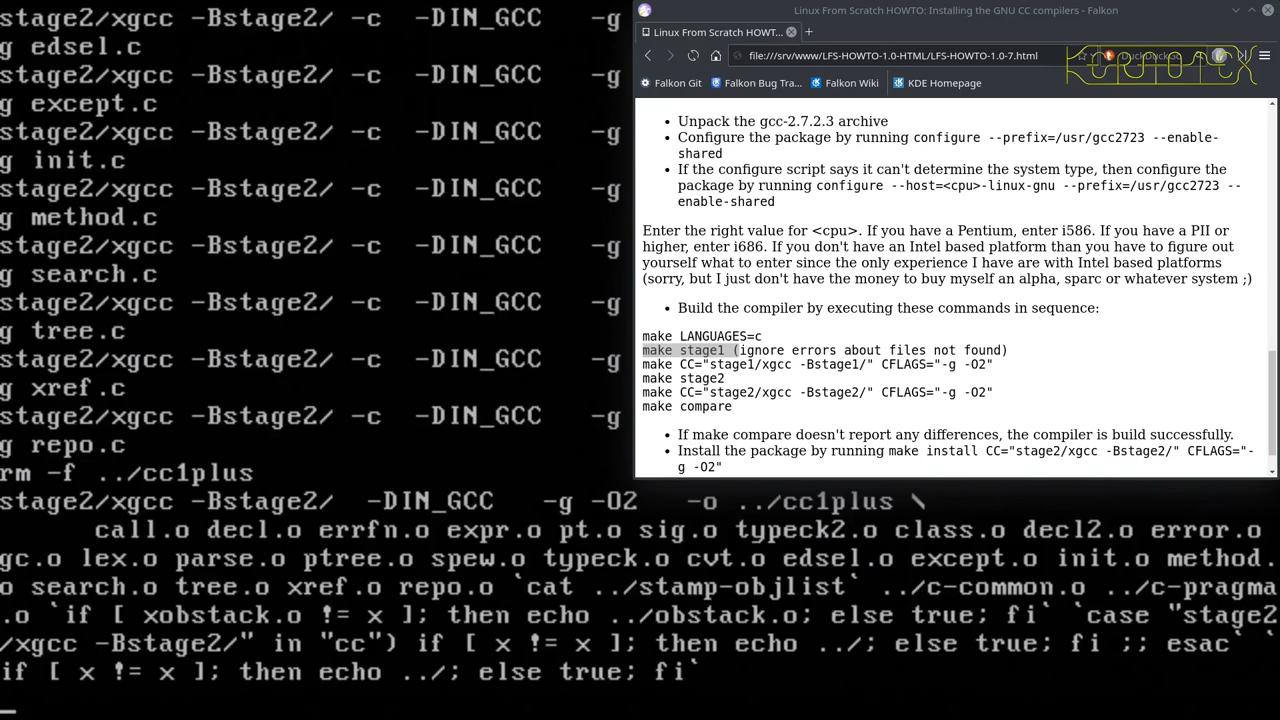 stage2/xgcc -Bstage2/ -c  -DIN_GCC   -g
g edsel.c
stage2/xgcc -Bstage2/ -c  -DIN_GCC   -g
g except.c
stage2/xgcc -Bstage2/ -c  -DIN_GCC   -g
g init.c
stage2/xgcc -Bstage2/ -c  -DIN_GCC   -g
g method.c
stage2/xgcc -Bstage2/ -c  -DIN_GCC   -g
g search.c
stage2/xgcc -Bstage2/ -c  -DIN_GCC   -g
g tree.c
stage2/xgcc -Bstage2/ -c  -DIN_GCC   -g
g xref.c
stage2/xgcc -Bstage2/ -c  -DIN_GCC   -g
g repo.c
rm -f ../cc1plus
stage2/xgcc -Bstage2/  -DIN_GCC   -g -O2   -o ../cc1plus \
call.o decl.o errfn.o expr.o pt.o sig.o typeck2.o class.o decl2.o error.o
gc.o lex.o parse.o ptree.o spew.o typeck.o cvt.o edsel.o except.o init.o method.
o search.o tree.o xref.o repo.o `cat ../stamp-objlist` ../c-common.o ../c-pragma
.o `if [ xobstack.o != x ]; then echo ../obstack.o; else true; fi` `case "stage2
/xgcc -Bstage2/" in "cc") if [ x != x ]; then echo ../; else true; fi ;; esac` `
if [ x != x ]; then echo ../; else true; fi`
Linux From Scratch HOWTO: Installing the GNU CC compilers - Falkon
Linux From Scratch HOWT...
file:///srv/www/LFS-HOWTO-1.0-HTML/LFS-HOWTO-1.0-7.html
KURIOTEX
Falkon Git
Falkon Bug Tra...
Falkon Wiki
KDE Homepage
• Unpack the gcc-2.7.2.3 archive
• Configure the package by running configure --prefix=/usr/gcc2723 --enable-
shared
• If the configure script says it can't determine the system type, then configure the
package by running configure --host=<cpu>-linux-gnu --prefix=/usr/gcc2723 --
enable-shared
Enter the right value for <cpu>. If you have a Pentium, enter i586. If you have a PII or
higher, enter i686. If you don't have an Intel based platform than you have to figure out
yourself what to enter since the only experience I have are with Intel based platforms
(sorry, but I just don't have the money to buy myself an alpha, sparc or whatever system ;)
• Build the compiler by executing these commands in sequence:
make LANGUAGES=c
make stage1 (ignore errors about files not found)
make CC="stage1/xgcc -Bstage1/" CFLAGS="-g -O2"
make stage2
make CC="stage2/xgcc -Bstage2/" CFLAGS="-g -O2"
make compare
• If make compare doesn't report any differences, the compiler is build successfully.
• Install the package by running make install CC="stage2/xgcc -Bstage2/" CFLAGS="-
g -O2"